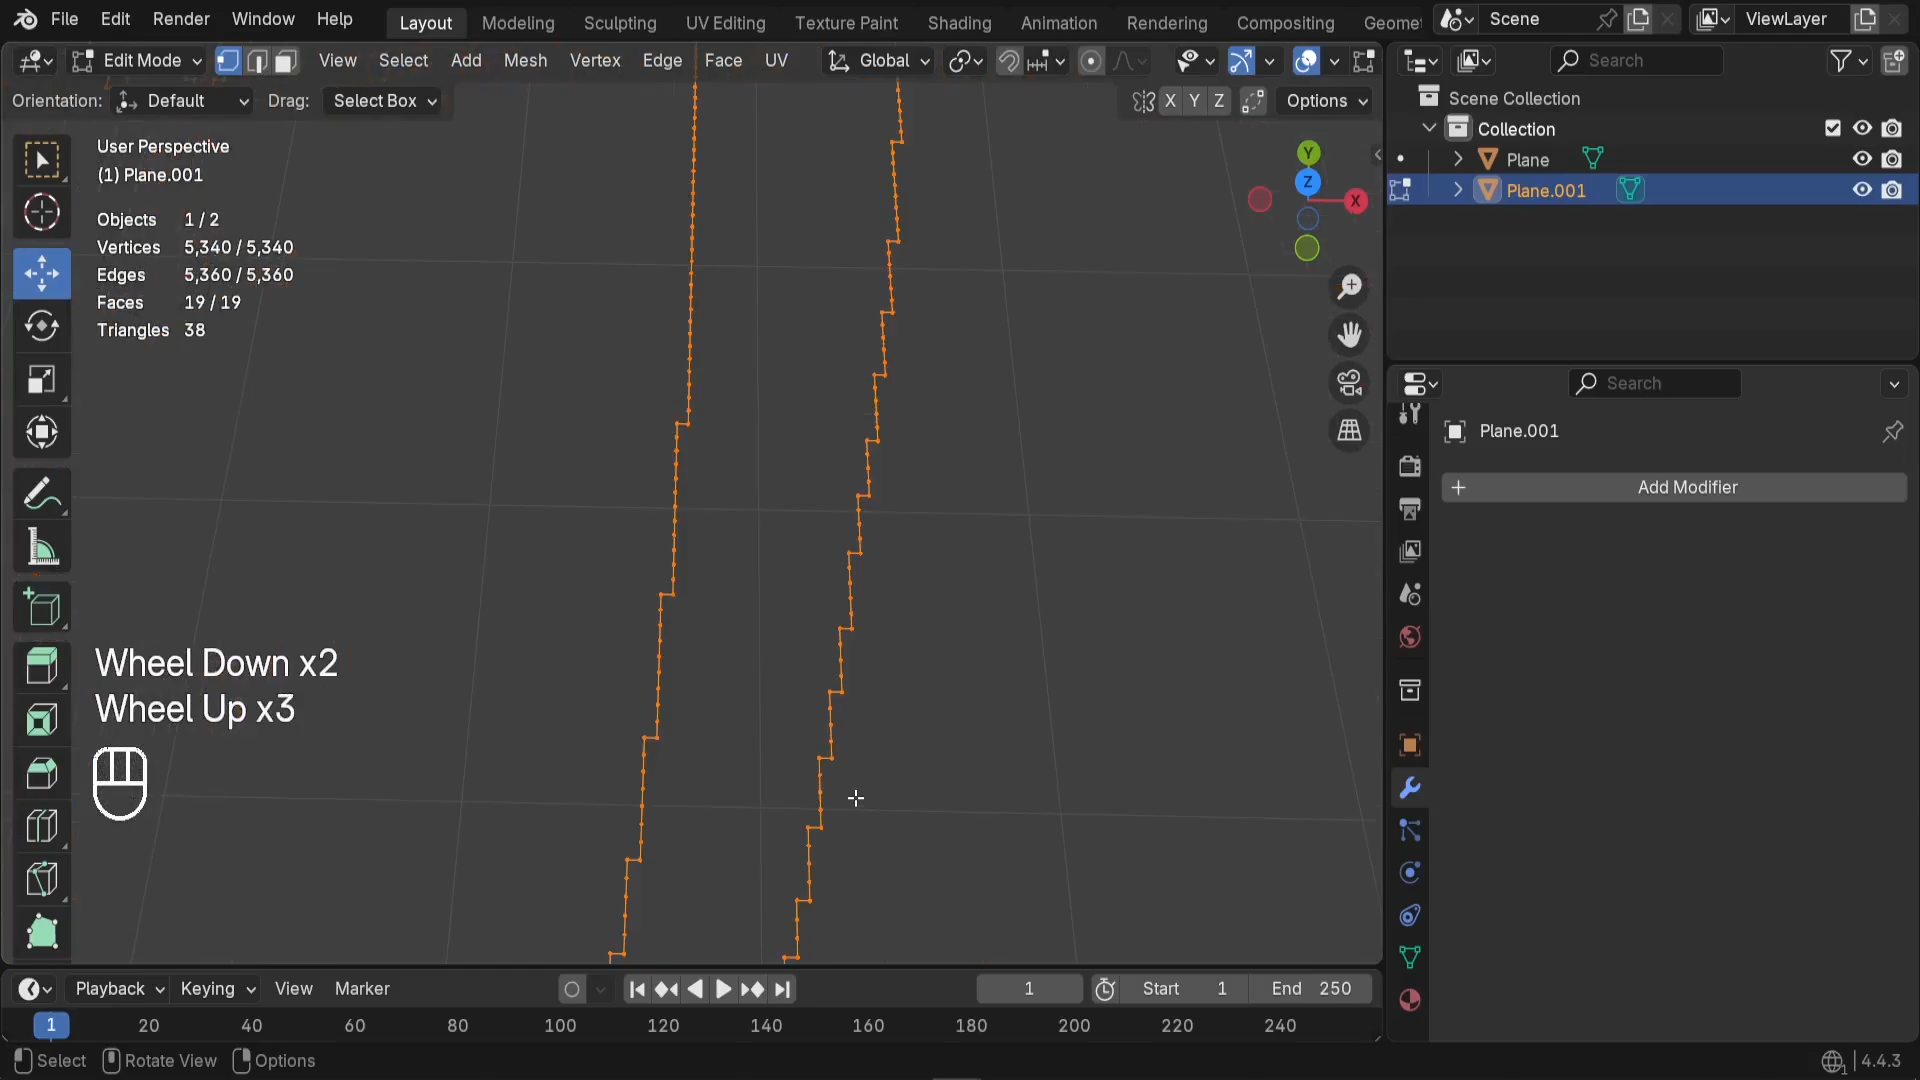 File Edit Render Window Help Layout Modeling Sculpting UV Editing Texture Paint Shading Animation Rendering Compositing Geomet Scene ViewLayer
Edit Mode View Select Add Mesh Vertex Edge Face UV Global Search
Orientation: Default Drag: Select Box X Y Z Options
Scene Collection
Collection
Plane
Plane.001
User Perspective
(1) Plane.001
Objects 1 / 2
Vertices 5,340 / 5,340
Edges 5,360 / 5,360
Faces 19 / 19
Triangles 38
Y
Z
X
Search
Plane.001
Add Modifier
Wheel Down x2
Wheel Up x3
Playback Keying View Marker 1 Start 1 End 250
1 20 40 60 80 100 120 140 160 180 200 220 240
Select Rotate View Options 4.4.3